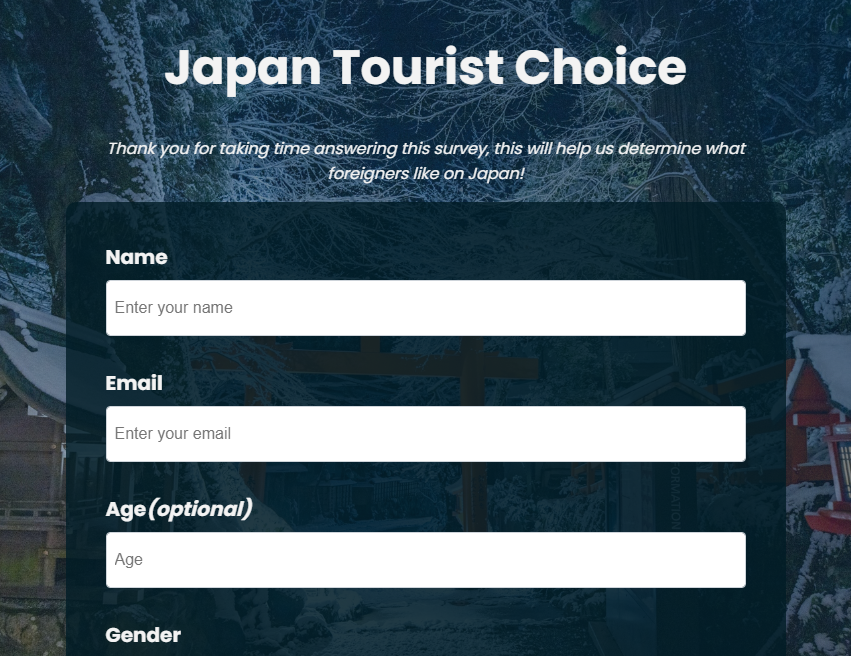 Japan Tourist Choice
Thank you for taking time answering this survey, this will help us determine what
foreigners like on Japan!
Name
Enter your name
Email
Enter your email
Age(optional)
Age
Gender